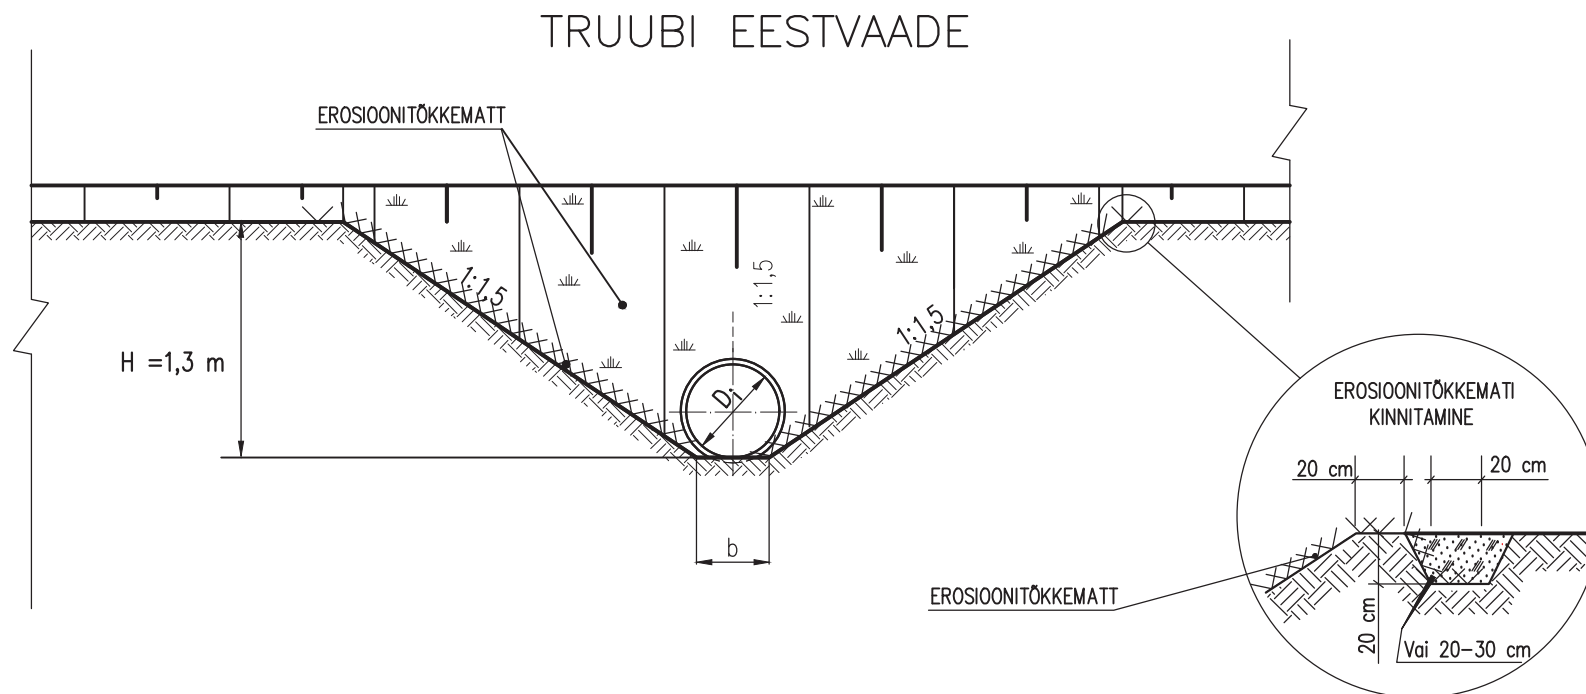 TRUUBI EESTVAADE
EROSIOONITÕKKEMATT
1:1,5
1:1,5
1:1,5
H =1,3 m
Di
b
EROSIOONITÕKKEMATI
KINNITAMINE
20 cm
20 cm
EROSIOONITÕKKEMATT
20 cm
Vai 20-30 cm